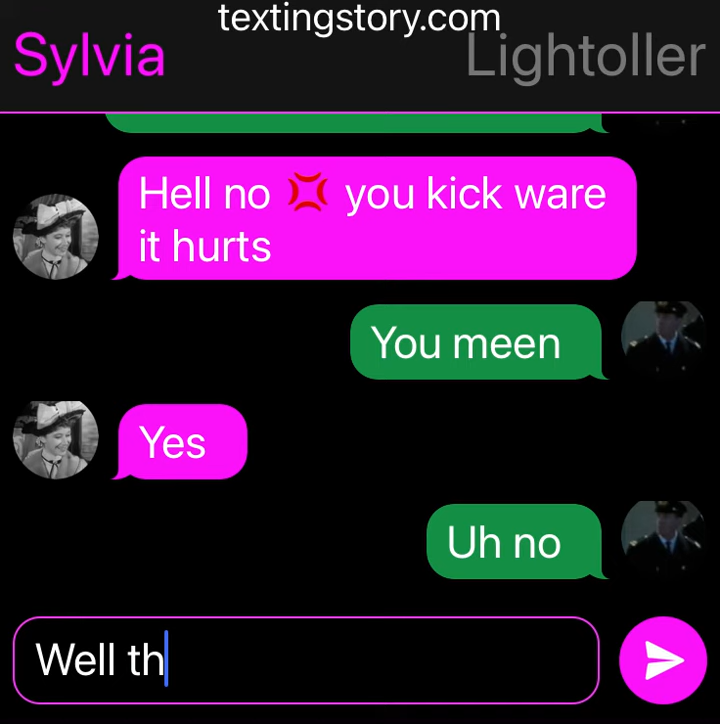 textingstory.com
Sylvia
Lightoller
Hell no 💢 you kick ware
it hurts
You meen
Yes
Uh no
Well th